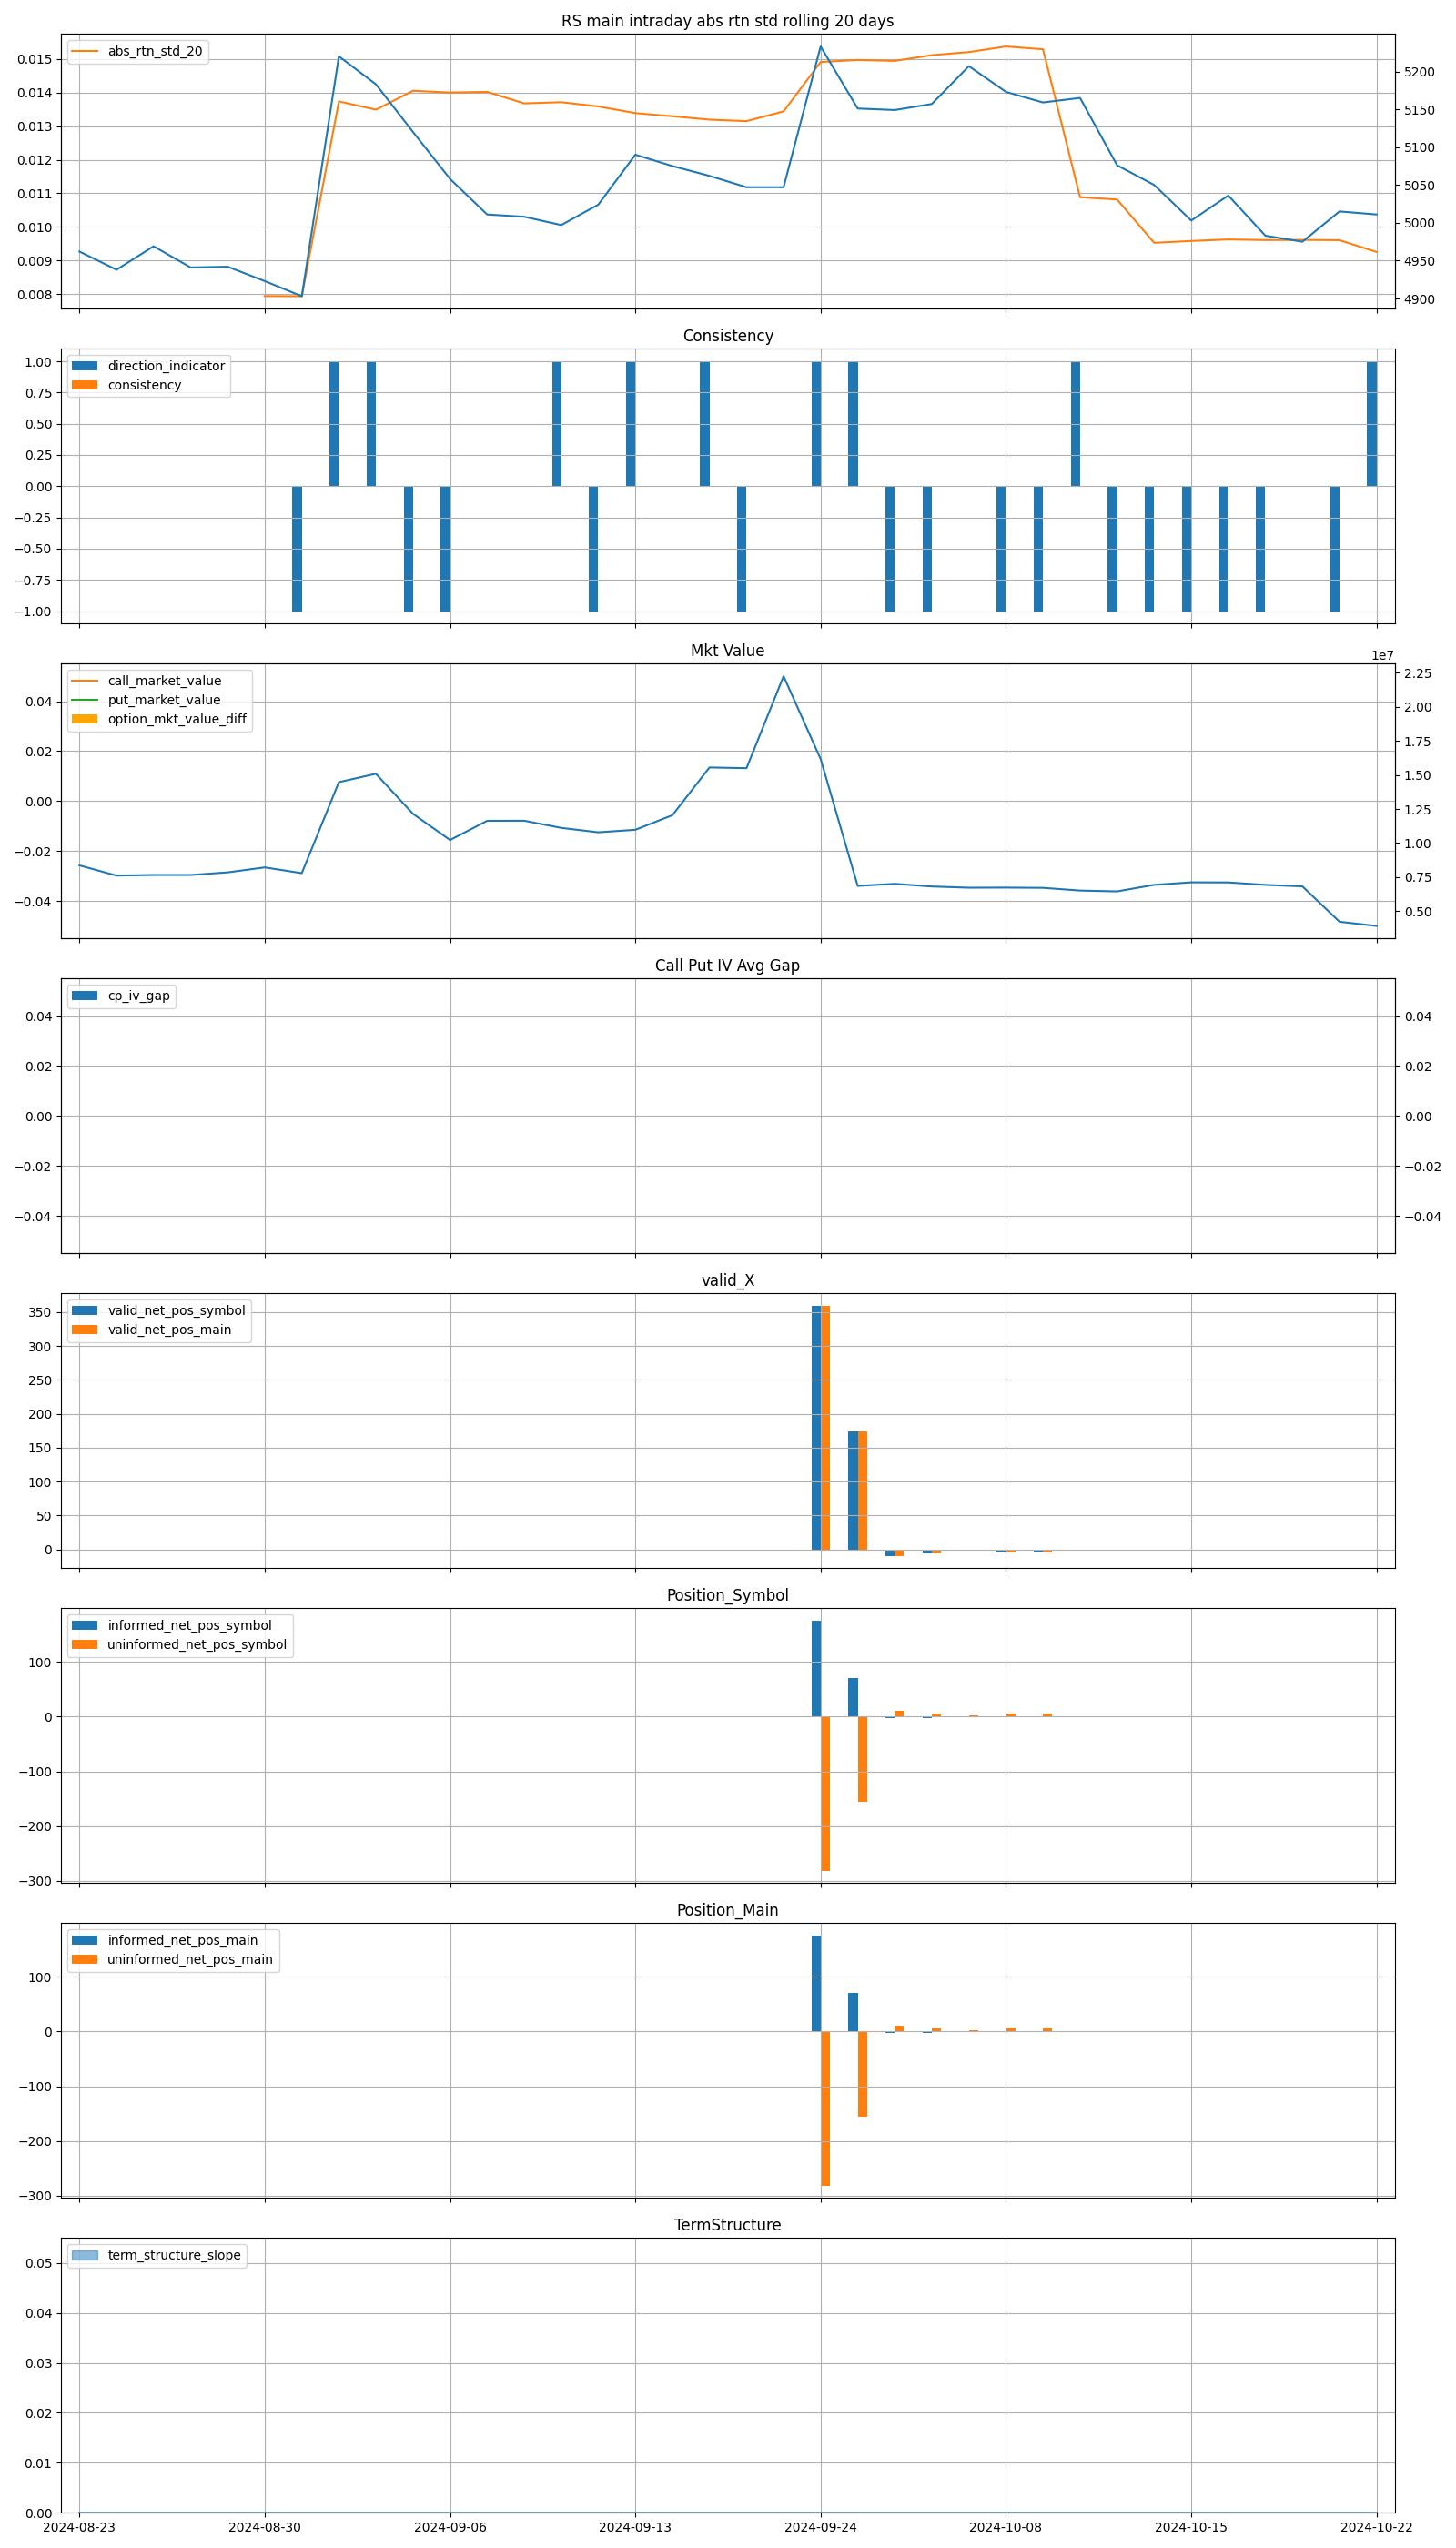 RS main intraday abs rtn std rolling 20 days
abs_rtn_std_20
0.015
0.014
0.013
0.012
0.011
0.010
0.009
0.008
5200
5150
5100
5050
5000
4950
4900
Consistency
direction_indicator
consistency
1.00
0.75
0.50
0.25
0.00
−0.25
−0.50
−0.75
−1.00
Mkt Value
1e7
call_market_value
put_market_value
option_mkt_value_diff
0.04
0.02
0.00
−0.02
−0.04
2.25
2.00
1.75
1.50
1.25
1.00
0.75
0.50
Call Put IV Avg Gap
cp_iv_gap
0.04
0.02
0.00
−0.02
−0.04
0.04
0.02
0.00
−0.02
−0.04
valid_X
valid_net_pos_symbol
valid_net_pos_main
350
300
250
200
150
100
50
0
Position_Symbol
informed_net_pos_symbol
uninformed_net_pos_symbol
100
0
−100
−200
−300
Position_Main
informed_net_pos_main
uninformed_net_pos_main
100
0
−100
−200
−300
TermStructure
term_structure_slope
0.05
0.04
0.03
0.02
0.01
0.00
2024-08-23 2024-08-30 2024-09-06 2024-09-13 2024-09-24 2024-10-08 2024-10-15 2024-10-22